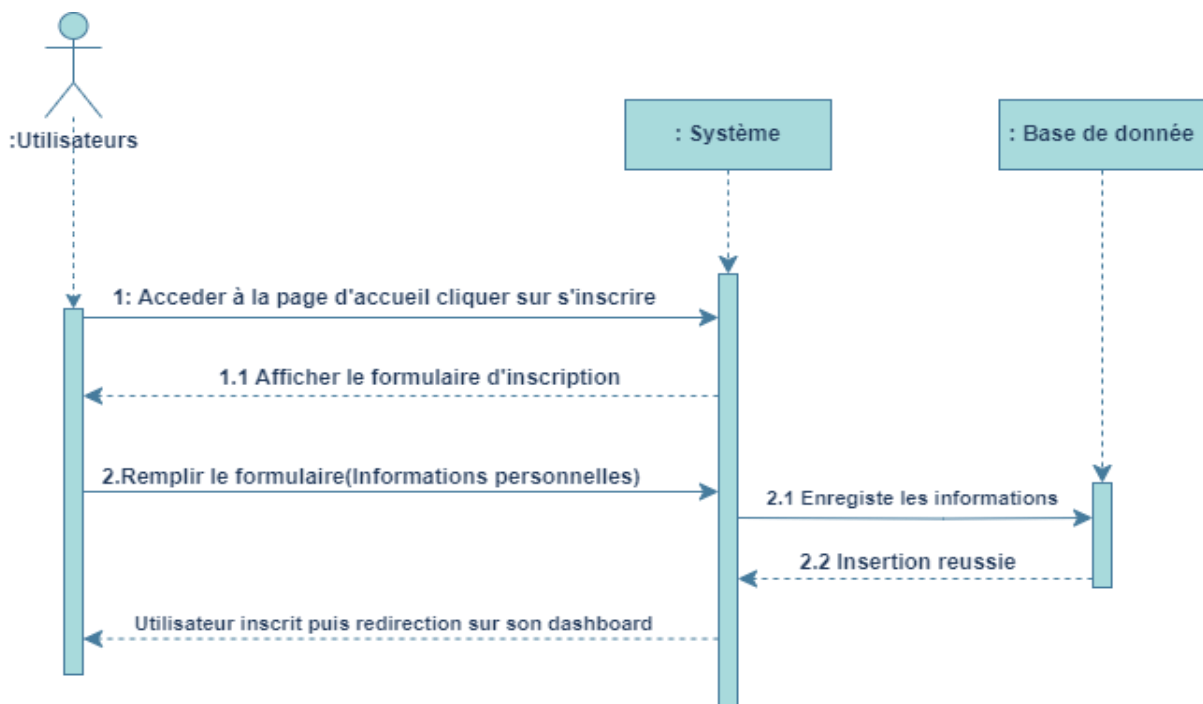 :Utilisateurs
: Système
: Base de donnée
1: Acceder à la page d'accueil cliquer sur s'inscrire
1.1 Afficher le formulaire d'inscription
2.Remplir le formulaire(Informations personnelles)
2.1 Enregiste les informations
2.2 Insertion reussie
Utilisateur inscrit puis redirection sur son dashboard